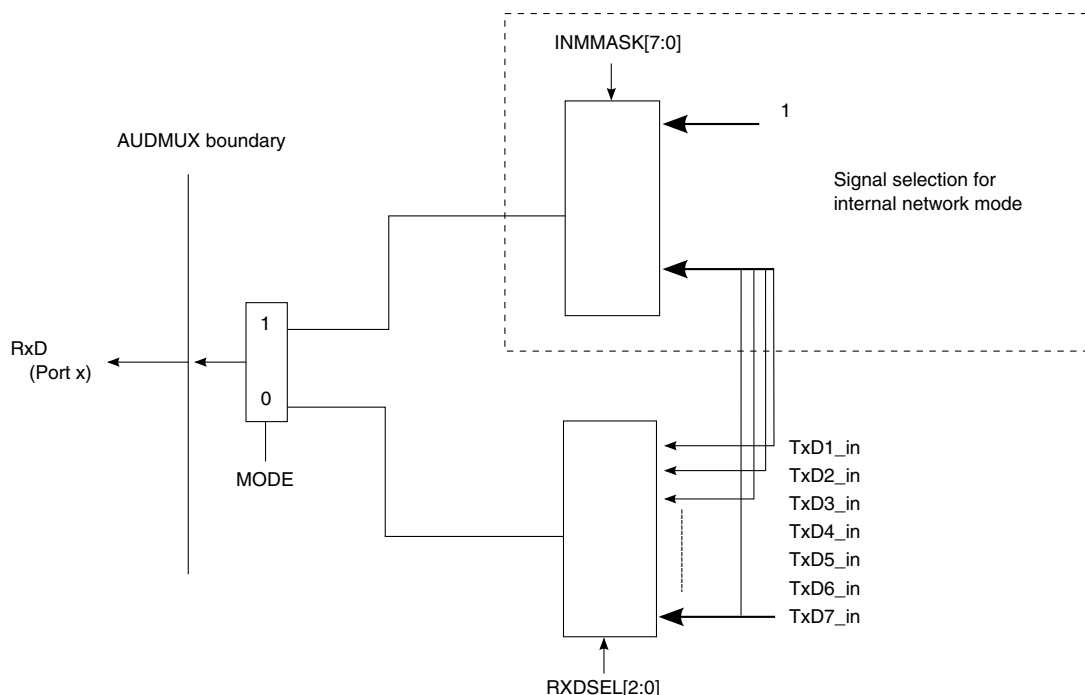 INMMASK[7:0]
1
AUDMUX boundary
Signal selection for
internal network mode
1
RxD
(Port x)
0
MODE
TxD1_in
TxD2_in
TxD3_in
TxD4_in
TxD5_in
TxD6_in
TxD7_in
RXDSEL[2:0]